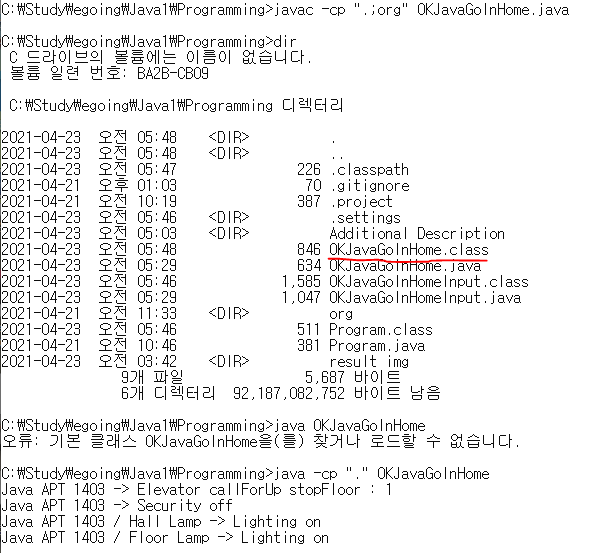 C:\Study\egoing\Java1\Programming>javac -cp ".;org" OKJavaGoInHome.java
C:\Study\egoing\Java1\Programming>dir
C 드라이브의 볼륨에는 이름이 없습니다.
볼륨 일련 번호: BA2B-CB09
C:\Study\egoing\Java1\Programming 디렉터리
2021-04-23 오전 05:48 <DIR> .
2021-04-23 오전 05:48 <DIR> ..
2021-04-23 오전 05:47 226 .classpath
2021-04-21 오후 01:03 70 .gitignore
2021-04-21 오전 10:19 387 .project
2021-04-23 오전 05:46 <DIR> .settings
2021-04-23 오전 05:03 <DIR> Additional Description
2021-04-23 오전 05:48 846 OKJavaGoInHome.class
2021-04-23 오전 05:29 634 OKJavaGoInHome.java
2021-04-23 오전 05:46 1,585 OKJavaGoInHomeInput.class
2021-04-23 오전 05:29 1,047 OKJavaGoInHomeInput.java
2021-04-21 오전 11:33 <DIR> org
2021-04-23 오전 05:46 511 Program.class
2021-04-21 오전 10:46 381 Program.java
2021-04-23 오전 03:42 <DIR> result img
9개 파일 5,687 바이트
6개 디렉터리 92,187,082,752 바이트 남음
C:\Study\egoing\Java1\Programming>java OKJavaGoInHome
오류: 기본 클래스 OKJavaGoInHome을(를) 찾거나 로드할 수 없습니다.
C:\Study\egoing\Java1\Programming>java -cp "." OKJavaGoInHome
Java APT 1403 -> Elevator callForUp stopFloor : 1
Java APT 1403 -> Security off
Java APT 1403 / Hall Lamp -> Lighting on
Java APT 1403 / Floor Lamp -> Lighting on